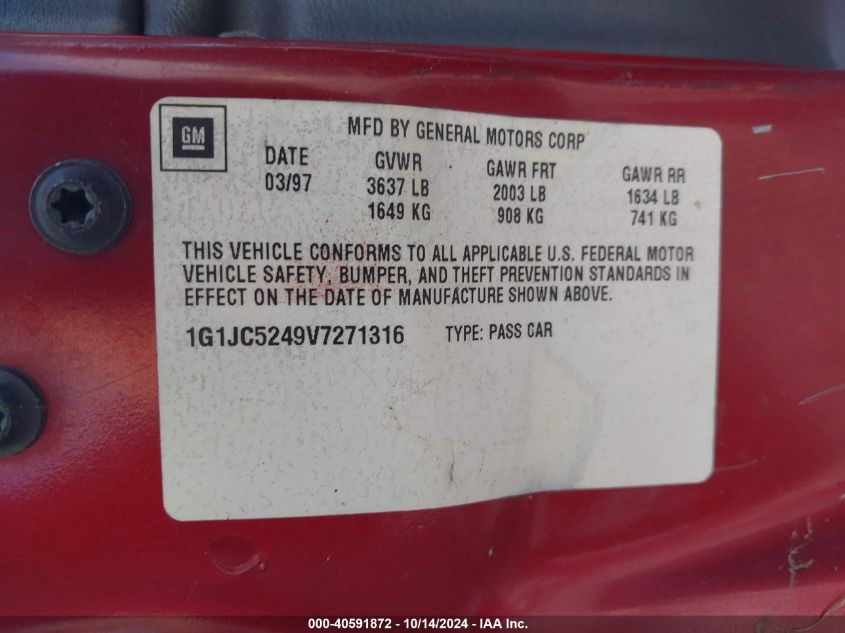 GM
MFD BY GENERAL MOTORS CORP
DATE GVWR GAWR FRT GAWR RR
03/97 3637 LB 2003 LB 1634 LB
1649 KG 908 KG 741 KG
THIS VEHICLE CONFORMS TO ALL APPLICABLE U.S. FEDERAL MOTOR
VEHICLE SAFETY, BUMPER, AND THEFT PREVENTION STANDARDS IN
EFFECT ON THE DATE OF MANUFACTURE SHOWN ABOVE.
1G1JC5249V7271316 TYPE: PASS CAR
000-40591872 - 10/14/2024 - IAA Inc.